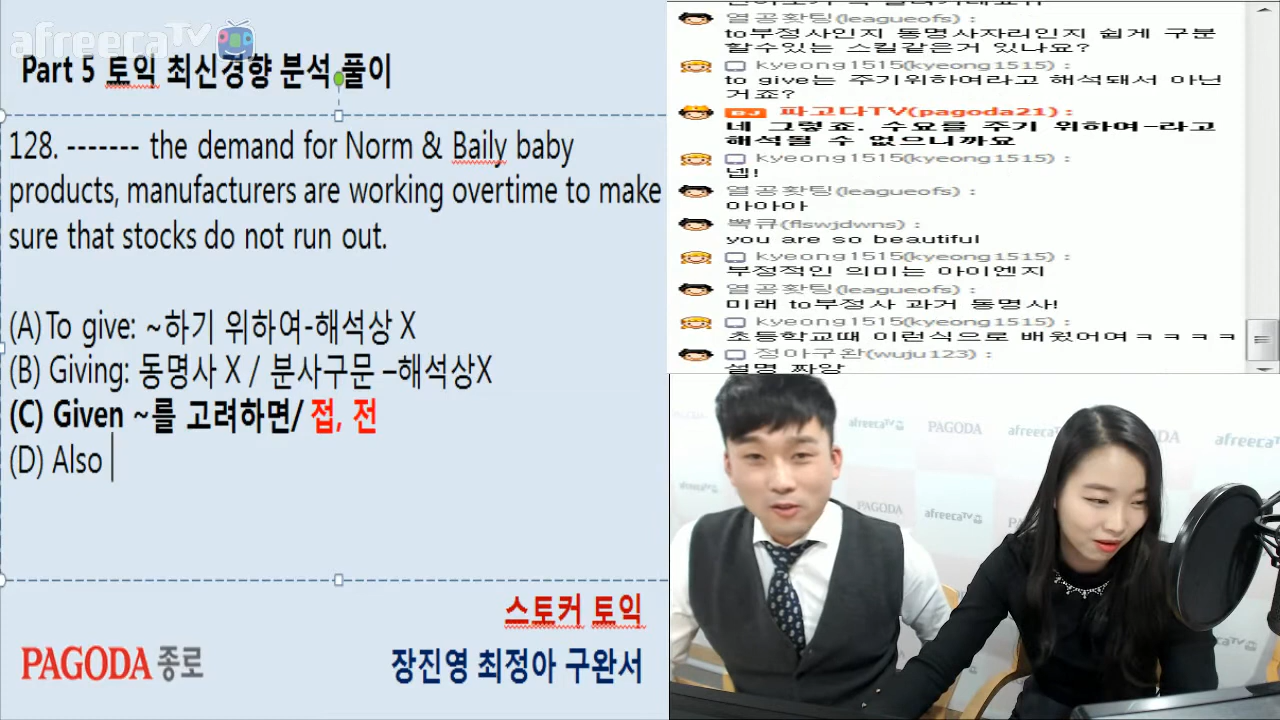 afreecaTV
Part 5 토익 최신경향 분석 풀이
128. ------- the demand for Norm & Baily baby
products, manufacturers are working overtime to make
sure that stocks do not run out.
(A) To give: ~하기 위하여-해석상 X
(B) Giving: 동명사 X / 분사구문 –해석상X
(C) Given ~를 고려하면/ 접, 전
(D) Also
스토커 토익
PAGODA 종로
장진영 최정아 구완서
열공홧팅(leagueofs) :
to부정사인지 동명사자리인지 쉽게 구분
할수있는 스킬같은거 있나요?
kyeong1515(kyeong1515) :
to give는 주기위하여라고 해석돼서 아닌
거죠?
DJ 파고다TV(pagoda21) :
네 그렇죠. 수요를 주기 위하여-라고
해석될 수 없으니까요
kyeong1515(kyeong1515) :
넵!
열공홧팅(leagueofs) :
아아아
뽁큐(flswjdwns) :
you are so beautiful
kyeong1515(kyeong1515) :
부정적인 의미는 아이엔지
열공홧팅(leagueofs) :
미래 to부정사 과거 동명사!
kyeong1515(kyeong1515) :
초등학교때 이런식으로 배웠어여ㅋㅋㅋㅋ
정아구완(wuju123) :
설명 짜양
afreecaTV PAGODA afreecaTV PAGODA afreecaTV
afreecaTV PAGODA afreecaTV